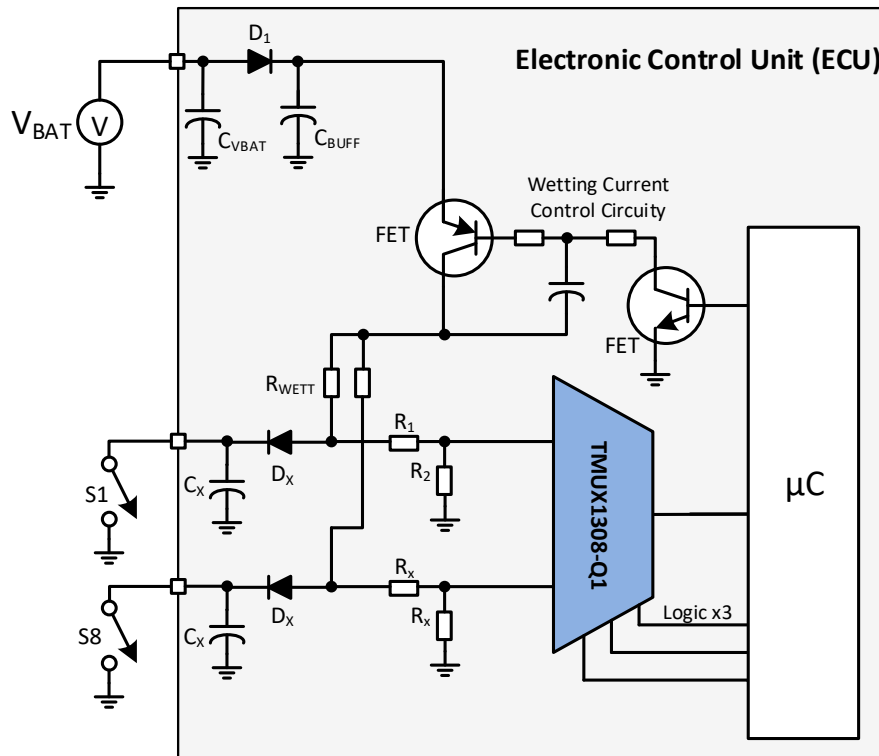 D1
Electronic Control Unit (ECU)
VBAT
V
CVBAT
CBUFF
Wetting Current
Control Circuity
FET
FET
RWETT
R1
S1
CX
DX
R2
TMUX1308-Q1
µC
Rx
S8
CX
DX
Rx
Logic x3